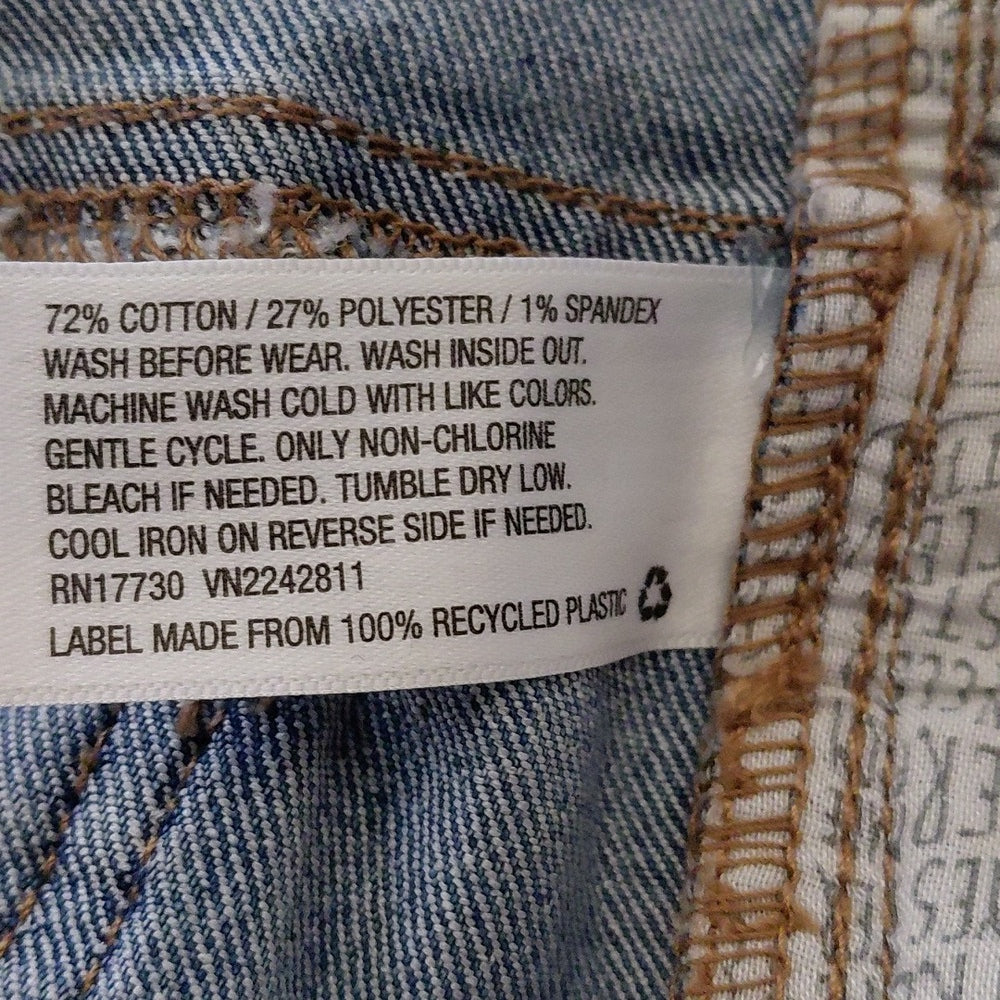 72% COTTON / 27% POLYESTER / 1% SPANDEX
WASH BEFORE WEAR. WASH INSIDE OUT.
MACHINE WASH COLD WITH LIKE COLORS.
GENTLE CYCLE. ONLY NON-CHLORINE
BLEACH IF NEEDED. TUMBLE DRY LOW.
COOL IRON ON REVERSE SIDE IF NEEDED.
RN17730 VN2242811
LABEL MADE FROM 100% RECYCLED PLASTIC